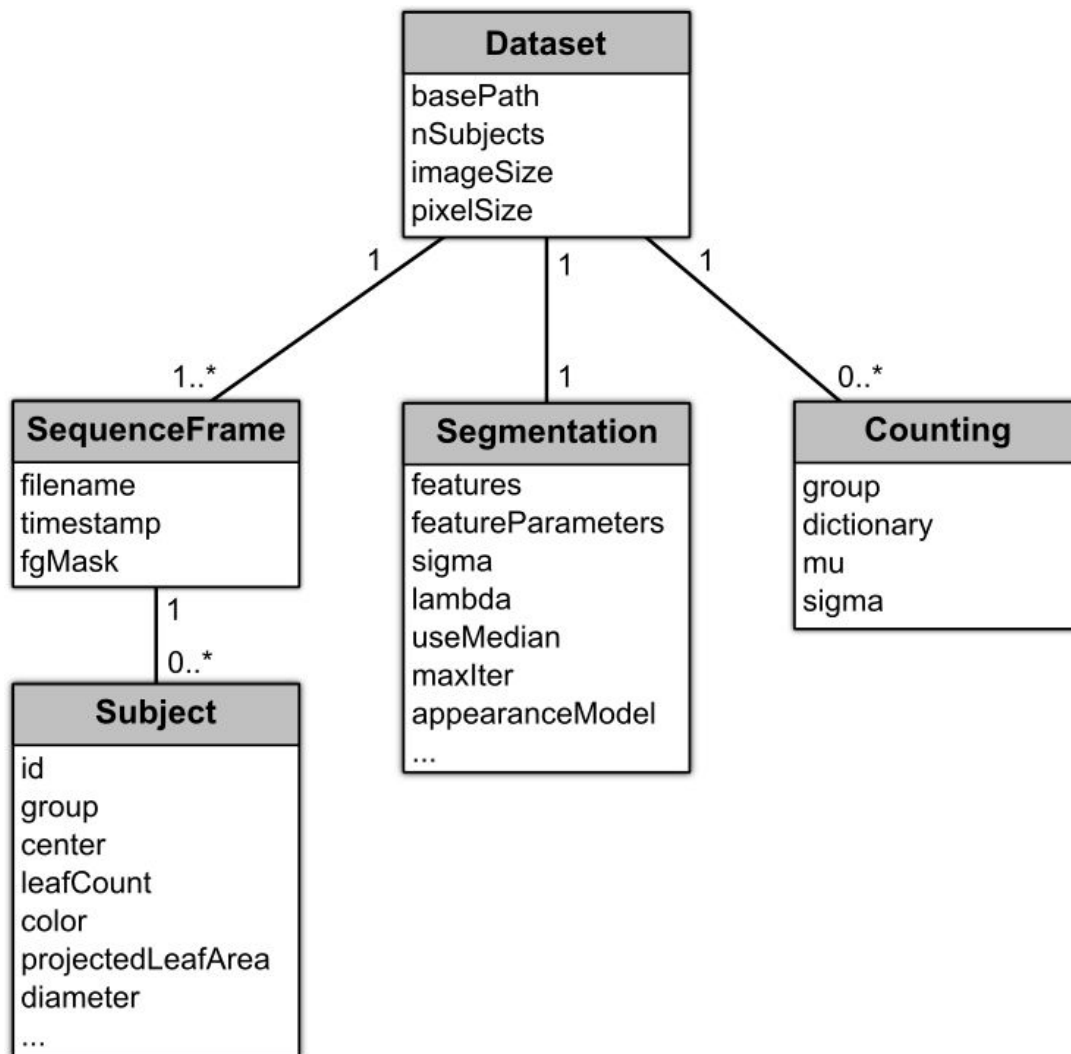 Dataset
basePath
nSubjects
imageSize
pixelSize
1
1
1
1..*
1
0..*
SequenceFrame
filename
timestamp
fgMask
Segmentation
features
featureParameters
sigma
lambda
useMedian
maxIter
appearanceModel
...
Counting
group
dictionary
mu
sigma
1
0..*
Subject
id
group
center
leafCount
color
projectedLeafArea
diameter
...